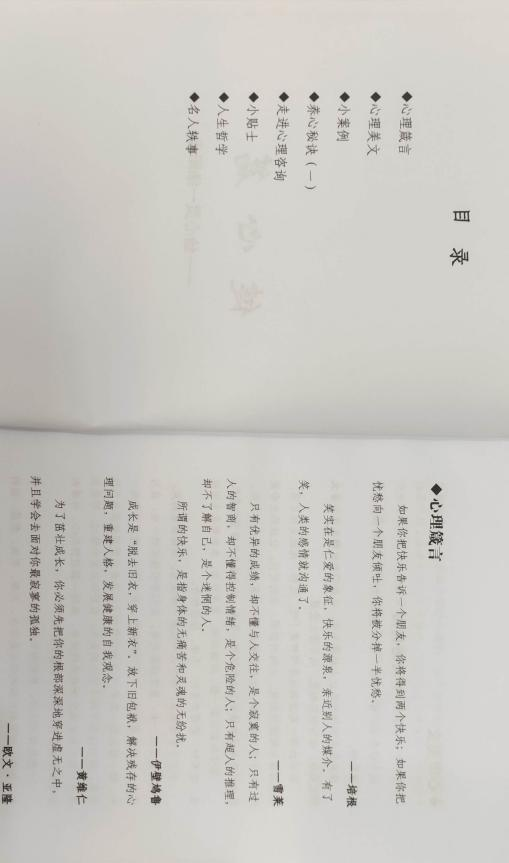 目 录
◆心理箴言
◆心理美文
◆小案例
◆养心秘诀（一）
◆走进心理咨询
◆小贴士
◆人生哲学
◆名人轶事
◆心理箴言
如果你把快乐告诉一个朋友，你将得到两个快乐；如果你把
忧愁向一个朋友倾吐，你将被分掉一半忧愁。
——培根
笑实在是仁爱的象征，快乐的源泉，亲近别人的媒介。有了
笑，人类的感情就沟通了。
——雪莱
只有优异的成绩，却不懂与人交往，是个寂寞的人；只有过
人的智商，却不懂得控制情绪，是个危险的人；只有超人的推理，
却不了解自己，是个迷惘的人。
所谓的快乐，是指身体的无痛苦和灵魂的无纷扰。
——伊壁鸠鲁
成长是，“脱去旧衣，穿上新衣”。放下旧包袱，解决残存的心
理问题，重建人格，发展健康的自我观念。
——黄维仁
为了茁壮成长，你必须先把你的根部深深地穿进虚无之中，
并且学会去面对你最寂寞的孤独。
——欧文·亚隆